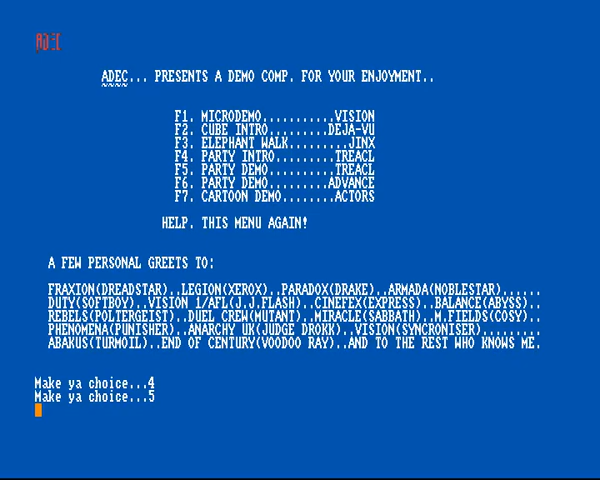 ADEC
ADEC... PRESENTS A DEMO COMP. FOR YOUR ENJOYMENT..
F1. MICRODEMO...........VISION
F2. CUBE INTRO.........DEJA-VU
F3. ELEPHANT WALK.........JINX
F4. PARTY INTRO.........TREACL
F5. PARTY DEMO..........TREACL
F6. PARTY DEMO.........ADVANCE
F7. CARTOON DEMO........ACTORS
HELP. THIS MENU AGAIN!
A FEW PERSONAL GREETS TO:
FRAXION(DREADSTAR)..LEGION(XEROX)..PARADOX(DRAKE)..ARMADA(NOBLESTAR)......
DUTY(SOFTBOY)..VISION 1/AFL(J.J.FLASH)..CINEFEX(EXPRESS)..BALANCE(ABYSS)..
REBELS(POLTERGEIST)..DUEL CREW(MUTANT)..MIRACLE(SABBATH)..M.FIELDS(COSY)..
PHENOMENA(PUNISHER)..ANARCHY UK(JUDGE DROKK)..VISION(SYNCRONISER).........
ABAKUS(TURMOIL)..END OF CENTURY(VOODOO RAY)..AND TO THE REST WHO KNOWS ME.
Make ya choice...4
Make ya choice...5